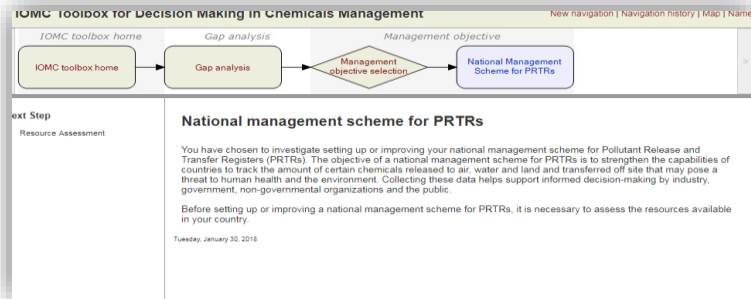 IOMC Toolbox for Decision Making in Chemicals Management
New navigation | Navigation history | Map | Name
IOMC toolbox home
Gap analysis
Management objective
IOMC toolbox home
Gap analysis
Management
objective selection
National Management
Scheme for PRTRs
>
ext Step
Resource Assessment
National management scheme for PRTRs
You have chosen to investigate setting up or improving your national management scheme for Pollutant Release and
Transfer Registers (PRTRs). The objective of a national management scheme for PRTRs is to strengthen the capabilities of
countries to track the amount of certain chemicals released to air, water and land and transferred off site that may pose a
threat to human health and the environment. Collecting these data helps support informed decision-making by industry,
government, non-governmental organizations and the public.
Before setting up or improving a national management scheme for PRTRs, it is necessary to assess the resources available
in your country.
Tuesday, January 30, 2018